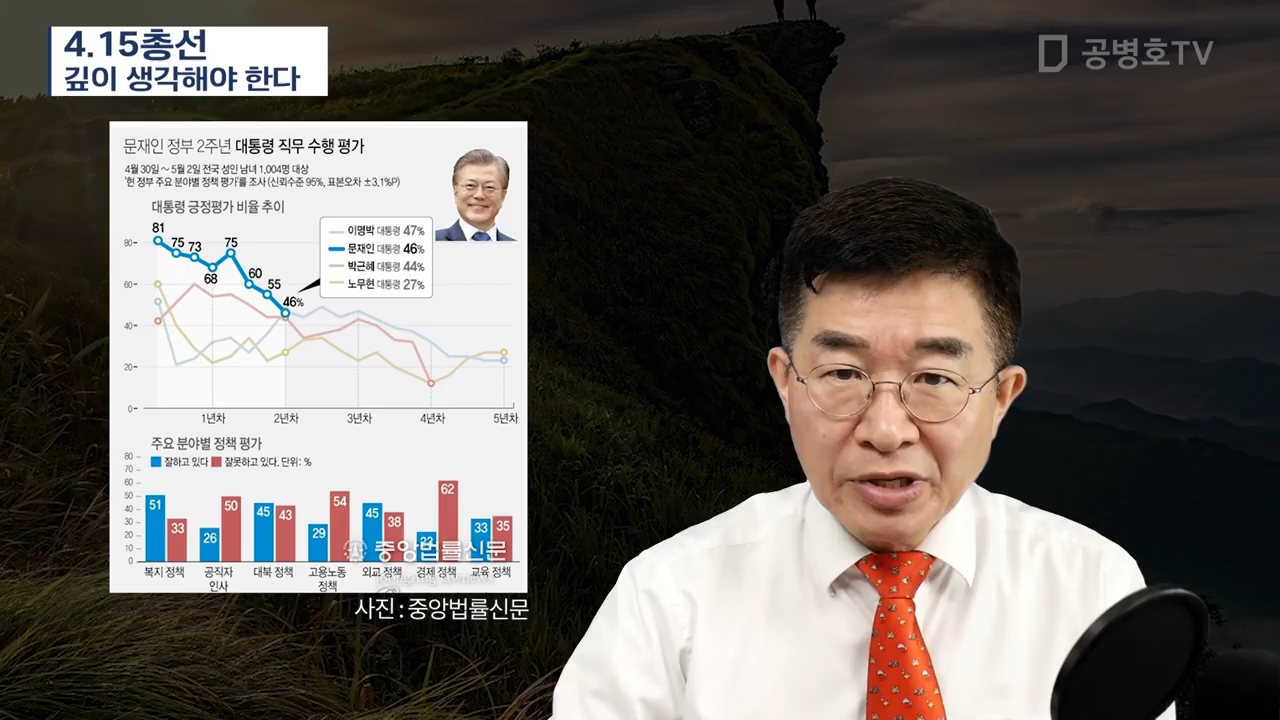 4.15총선
깊이 생각해야 한다
공병호TV
문재인 정부 2주년 대통령 직무 수행 평가
4월 30일 ~ 5월 2일 전국 성인 남녀 1,004명 대상
'현 정부 주요 분야별 정책 평가'를 조사 (신뢰수준 95%, 표본오차 ±3.1%P)
대통령 긍정평가 비율 추이
81
75
73
68
75
60
55
46%
이명박 대통령 47%
문재인 대통령 46%
박근혜 대통령 44%
노무현 대통령 27%
80
60
40
20
0
1년차
2년차
3년차
4년차
5년차
주요 분야별 정책 평가
잘하고 있다 잘못하고 있다. 단위: %
80
70
60
50
40
30
20
10
0
51 33
26 50
45 43
29 54
45 38
23 62
33 35
복지 정책
공직자 인사
대북 정책
고용노동 정책
외교 정책
경제 정책
교육 정책
중앙법률신문
사진 : 중앙법률신문